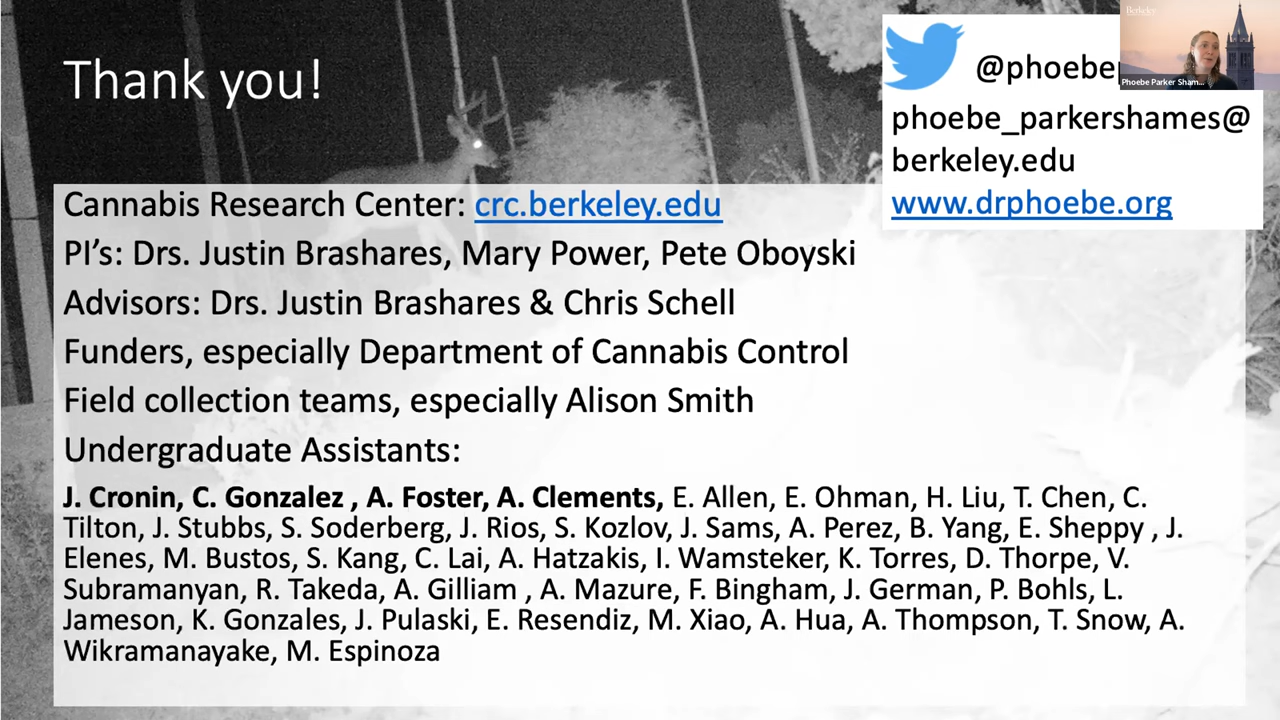 Thank you!
Berkeley
@phoebe
Phoebe Parker Sham...
phoebe_parkershames@
berkeley.edu
www.drphoebe.org
Cannabis Research Center: crc.berkeley.edu
PI’s: Drs. Justin Brashares, Mary Power, Pete Oboyski
Advisors: Drs. Justin Brashares & Chris Schell
Funders, especially Department of Cannabis Control
Field collection teams, especially Alison Smith
Undergraduate Assistants:
J. Cronin, C. Gonzalez , A. Foster, A. Clements, E. Allen, E. Ohman, H. Liu, T. Chen, C.
Tilton, J. Stubbs, S. Soderberg, J. Rios, S. Kozlov, J. Sams, A. Perez, B. Yang, E. Sheppy , J.
Elenes, M. Bustos, S. Kang, C. Lai, A. Hatzakis, I. Wamsteker, K. Torres, D. Thorpe, V.
Subramanyan, R. Takeda, A. Gilliam , A. Mazure, F. Bingham, J. German, P. Bohls, L.
Jameson, K. Gonzales, J. Pulaski, E. Resendiz, M. Xiao, A. Hua, A. Thompson, T. Snow, A.
Wikramanayake, M. Espinoza